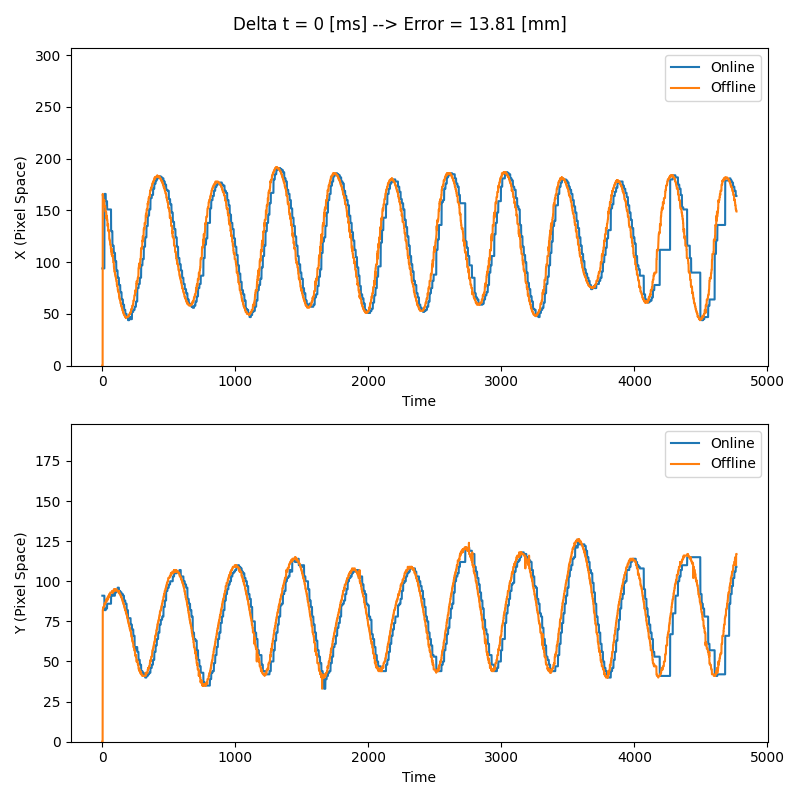 Delta t = 0 [ms] --> Error = 13.81 [mm]
300
250
200
150
100
50
0
X (Pixel Space)
Online
Offline
0 1000 2000 3000 4000 5000
Time
175
150
125
100
75
50
25
0
Y (Pixel Space)
Online
Offline
0 1000 2000 3000 4000 5000
Time